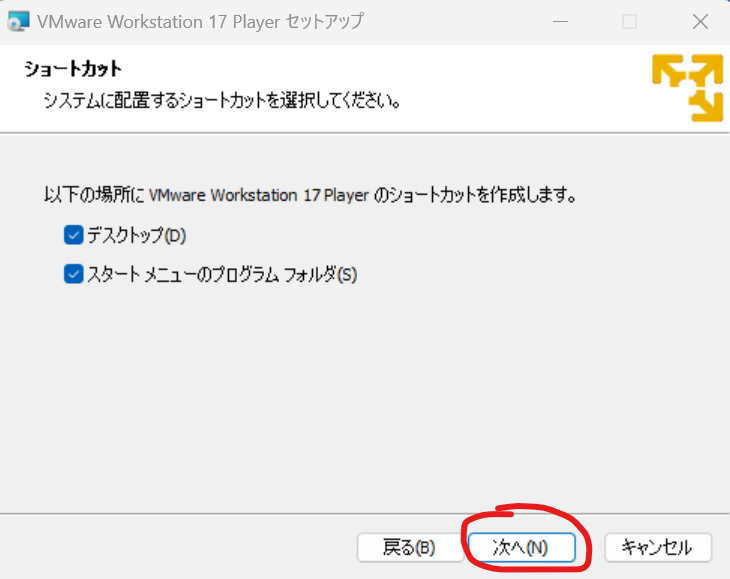 VMware Workstation 17 Player セットアップ
ショートカット
システムに配置するショートカットを選択してください。
以下の場所に VMware Workstation 17 Player のショートカットを作成します。
デスクトップ(D)
スタート メニューのプログラム フォルダ(S)
戻る(B) 次へ(N) キャンセル